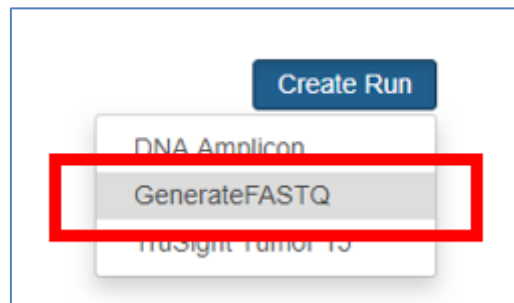 Create Run
DNA Amplicon
GenerateFASTQ
TruSight Tumor 15